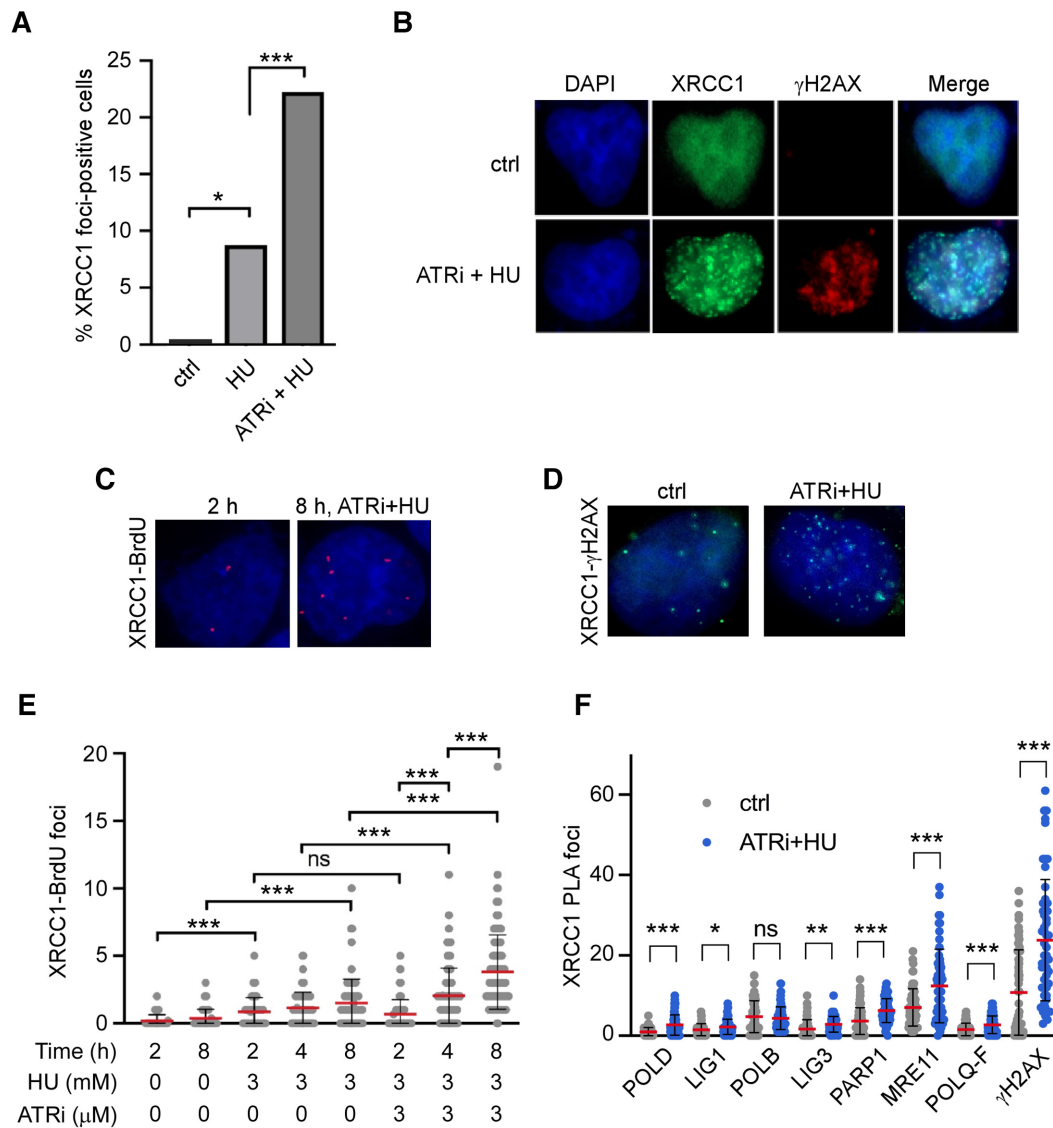 A
25
20
15
10
5
0
% XRCC1 foci-positive cells
***
*
ctrl
HU
ATRi + HU
B
DAPI XRCC1 γH2AX Merge
ctrl
ATRi + HU
C
2 h 8 h, ATRi+HU
XRCC1-BrdU
D
ctrl ATRi+HU
XRCC1-γH2AX
E
20
15
10
5
0
XRCC1-BrdU foci
***
***
***
***
ns
***
***
Time (h) 2 8 2 4 8 2 4 8
HU (mM) 0 0 3 3 3 3 3 3
ATRi (μM) 0 0 0 0 0 3 3 3
F
60
40
20
0
XRCC1 PLA foci
ctrl
ATRi+HU
*** * ns ** *** *** *** ***
POLD
LIG1
POLB
LIG3
PARP1
MRE11
POLQ-F
γH2AX